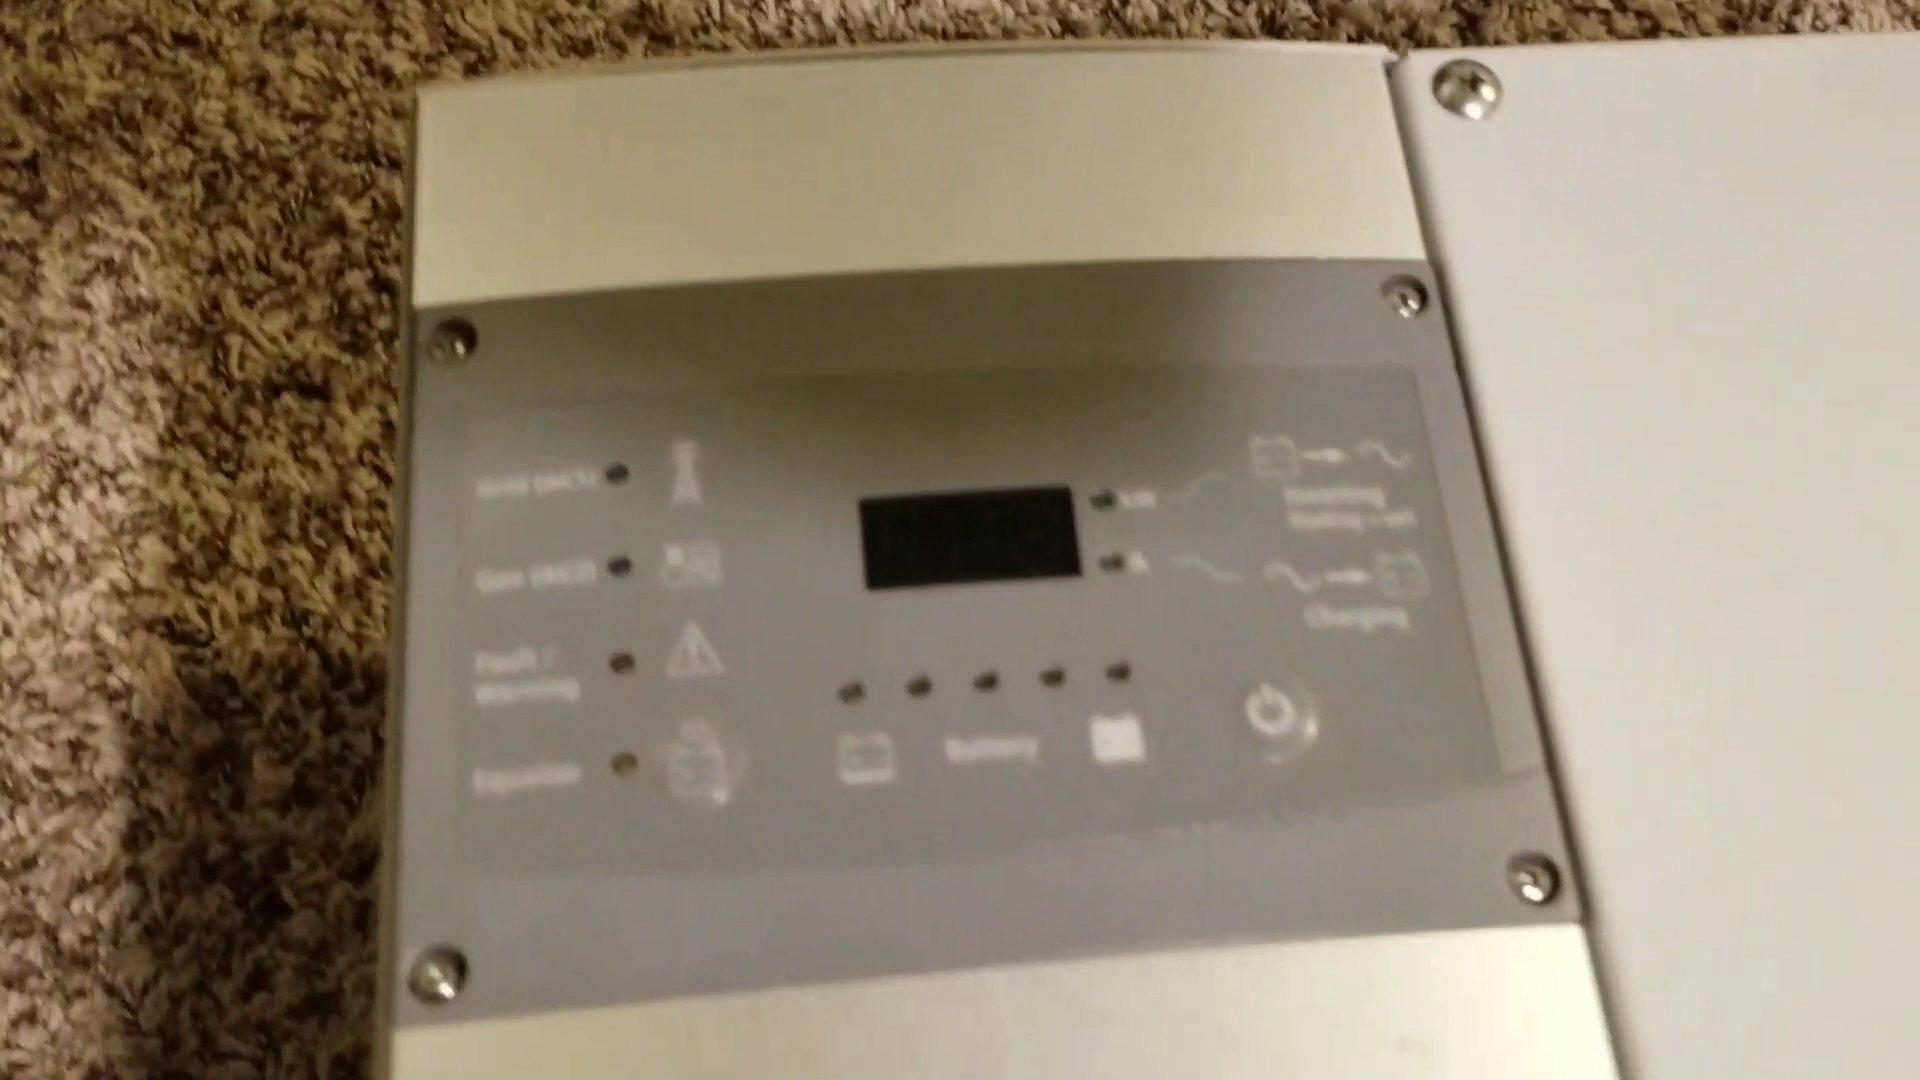 Grid (AC1)
Gen (AC2)
Fault /
Warning
Equalize
kW
A
Inverting
Charging
Battery